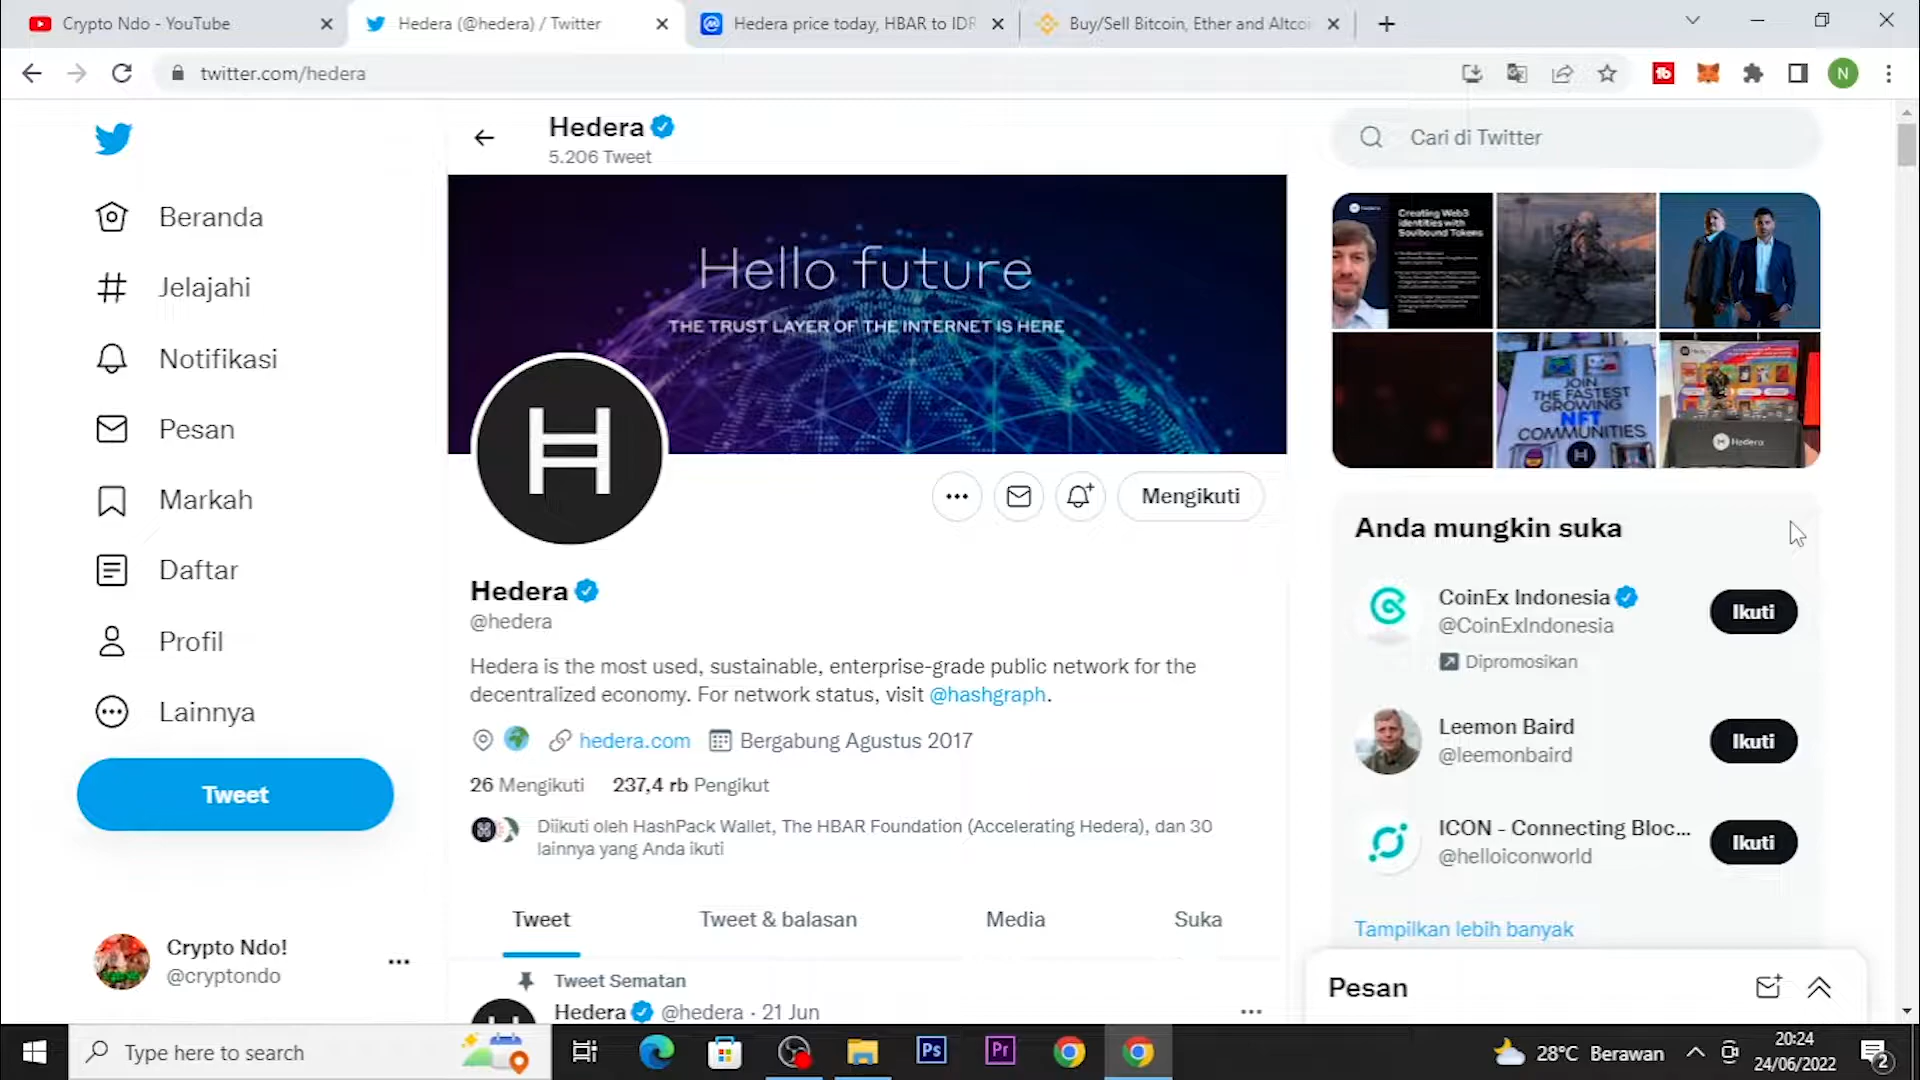 Crypto Ndo - YouTube
Hedera (@hedera) / Twitter
Hedera price today, HBAR to IDR
Buy/Sell Bitcoin, Ether and Altcoi
twitter.com/hedera
N
Hedera
5.206 Tweet
Cari di Twitter
Beranda
Jelajahi
Notifikasi
Pesan
Markah
Daftar
Profil
Lainnya
Tweet
Crypto Ndo!
@cryptondo
Hello future
THE TRUST LAYER OF THE INTERNET IS HERE
Mengikuti
Hedera
@hedera
Hedera is the most used, sustainable, enterprise-grade public network for the
decentralized economy. For network status, visit @hashgraph.
hedera.com
Bergabung Agustus 2017
26 Mengikuti 237,4 rb Pengikut
Diikuti oleh HashPack Wallet, The HBAR Foundation (Accelerating Hedera), dan 30
lainnya yang Anda ikuti
Tweet
Tweet & balasan
Media
Suka
Tweet Sematan
Hedera @hedera · 21 Jun
Creating Web3
identities with
Soulbound Tokens
JOIN
THE FASTEST
GROWING
NFT
COMMUNITIES
Hedera
Anda mungkin suka
CoinEx Indonesia
@CoinExIndonesia
Dipromosikan
Ikuti
Leemon Baird
@leemonbaird
Ikuti
ICON - Connecting Bloc...
@helloiconworld
Ikuti
Tampilkan lebih banyak
Pesan
Type here to search
Ps
Pr
28°C Berawan
20:24
24/06/2022
2